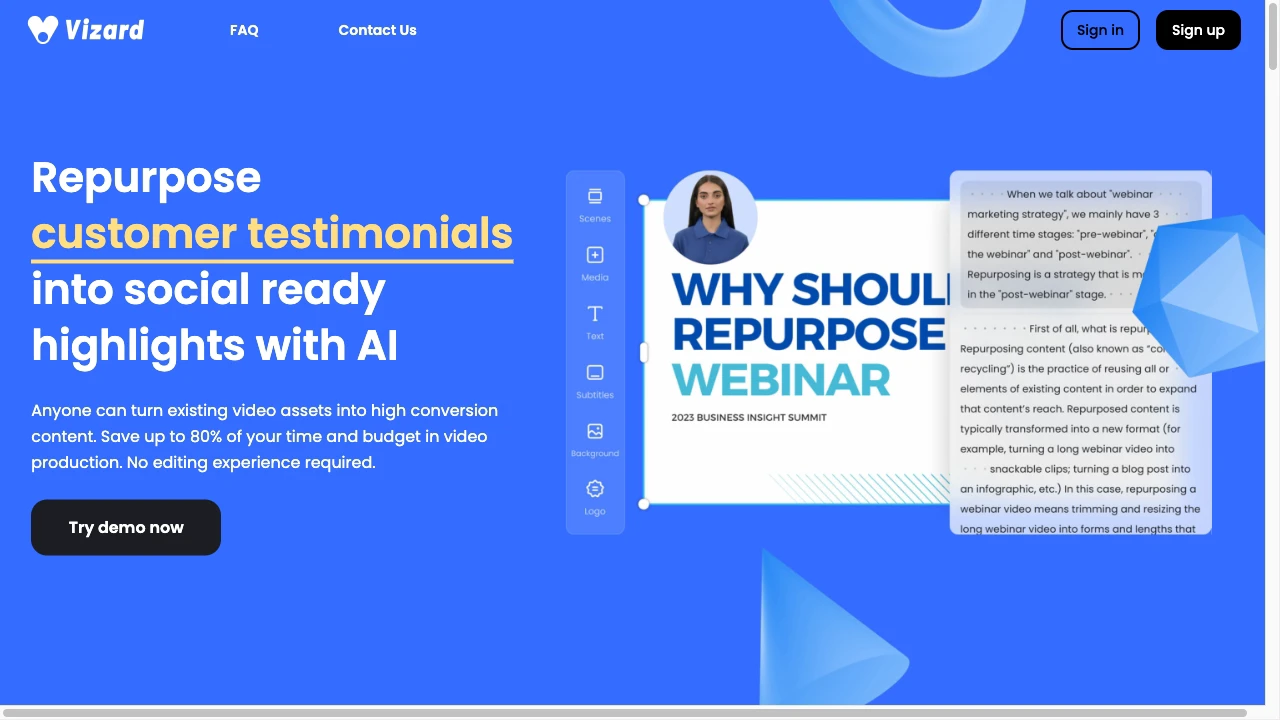 Vizard
FAQ
Contact Us
Sign in
Sign up
Repurpose
customer testimonials
into social ready
highlights with AI
Anyone can turn existing video assets into high conversion
content. Save up to 80% of your time and budget in video
production. No editing experience required.
Try demo now
Scenes
Media
Text
Subtitles
Background
Logo
WHY SHOUL
REPURPOSE
WEBINAR
2023 BUSINESS INSIGHT SUMMIT
When we talk about "webinar
marketing strategy", we mainly have 3
different time stages: "pre-webinar",
the webinar" and "post-webinar".
Repurposing is a strategy that is
in the "post-webinar" stage.
First of all, what is
Repurposing content (also known as
recycling") is the practice of reusing all or
elements of existing content in order to expand
that content's reach. Repurposed content is
typically transformed into a new format (for
example, turning a long webinar video into
snackable clips; turning a blog post into
an infographic, etc.) In this case, repurposing a
webinar video means trimming and resizing the
long webinar video into forms and lengths that